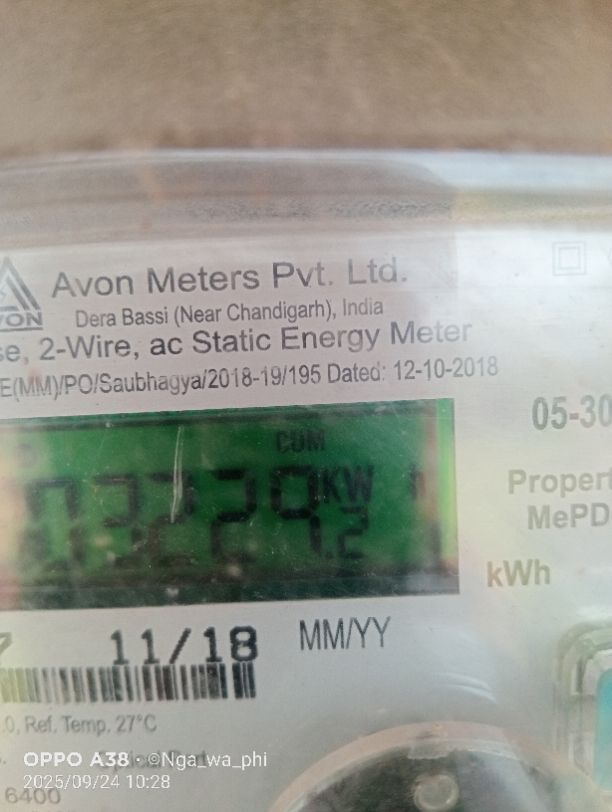 Avon Meters Pvt. Ltd.
VON
Dera Bassi (Near Chandigarh), India
se, 2-Wire, ac Static Energy Meter
E(MM)/PO/Saubhagya/2018-19/195 Dated: 12-10-2018
05-30
CUM
KW
Propert
MePD
kWh
7 11/18 MM/YY
.0, Ref. Temp. 27°C
6400
OPPO A38 · ©Nga_wa_phi
2025/09/24 10:28